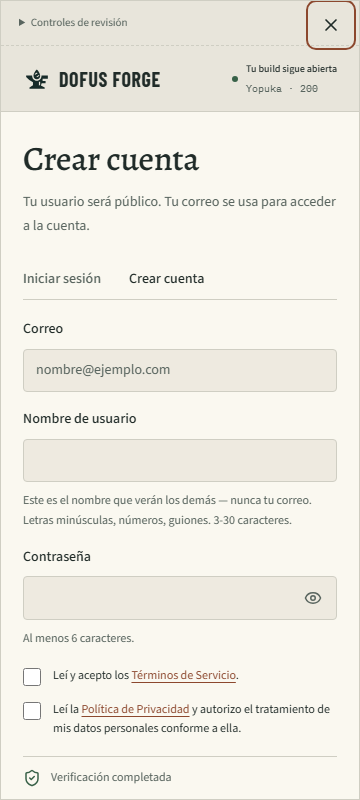 Controles de revisión
DOFUS FORGE
Tu build sigue abierta
Yopuka · 200
Crear cuenta
Tu usuario será público. Tu correo se usa para acceder
a la cuenta.
Iniciar sesión
Crear cuenta
Correo
nombre@ejemplo.com
Nombre de usuario
Este es el nombre que verán los demás — nunca tu correo.
Letras minúsculas, números, guiones. 3-30 caracteres.
Contraseña
Al menos 6 caracteres.
Leí y acepto los Términos de Servicio.
Leí la Política de Privacidad y autorizo el tratamiento de
mis datos personales conforme a ella.
Verificación completada